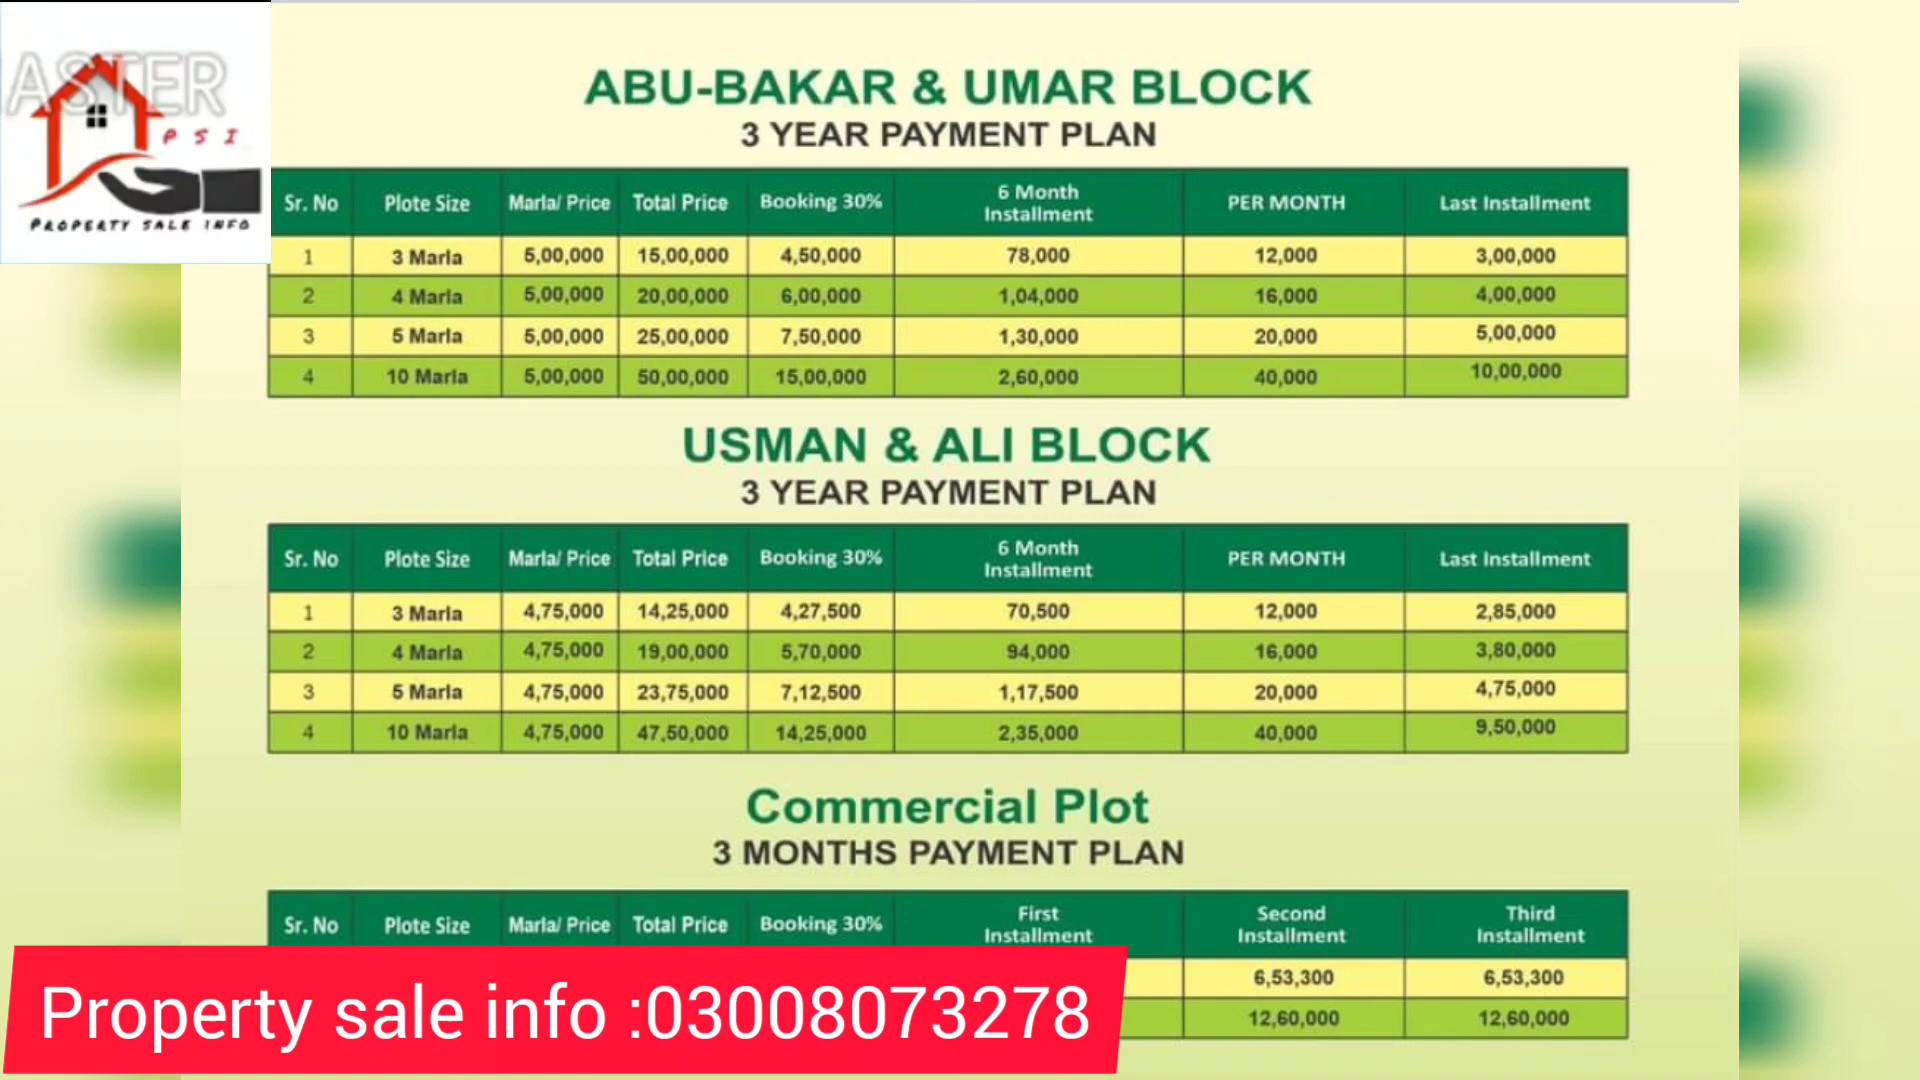 ASTER
P S I
PROPERTY SALE INFO
ABU-BAKAR & UMAR BLOCK
3 YEAR PAYMENT PLAN
Sr. No Plote Size Marla/ Price Total Price Booking 30% 6 Month Installment PER MONTH Last Installment
1 3 Marla 5,00,000 15,00,000 4,50,000 78,000 12,000 3,00,000
2 4 Marla 5,00,000 20,00,000 6,00,000 1,04,000 16,000 4,00,000
3 5 Marla 5,00,000 25,00,000 7,50,000 1,30,000 20,000 5,00,000
4 10 Marla 5,00,000 50,00,000 15,00,000 2,60,000 40,000 10,00,000
USMAN & ALI BLOCK
3 YEAR PAYMENT PLAN
Sr. No Plote Size Marla/ Price Total Price Booking 30% 6 Month Installment PER MONTH Last Installment
1 3 Marla 4,75,000 14,25,000 4,27,500 70,500 12,000 2,85,000
2 4 Marla 4,75,000 19,00,000 5,70,000 94,000 16,000 3,80,000
3 5 Marla 4,75,000 23,75,000 7,12,500 1,17,500 20,000 4,75,000
4 10 Marla 4,75,000 47,50,000 14,25,000 2,35,000 40,000 9,50,000
Commercial Plot
3 MONTHS PAYMENT PLAN
Sr. No Plote Size Marla/ Price Total Price Booking 30% First Installment Second Installment Third Installment
6,53,300 6,53,300
12,60,000 12,60,000
Property sale info :03008073278